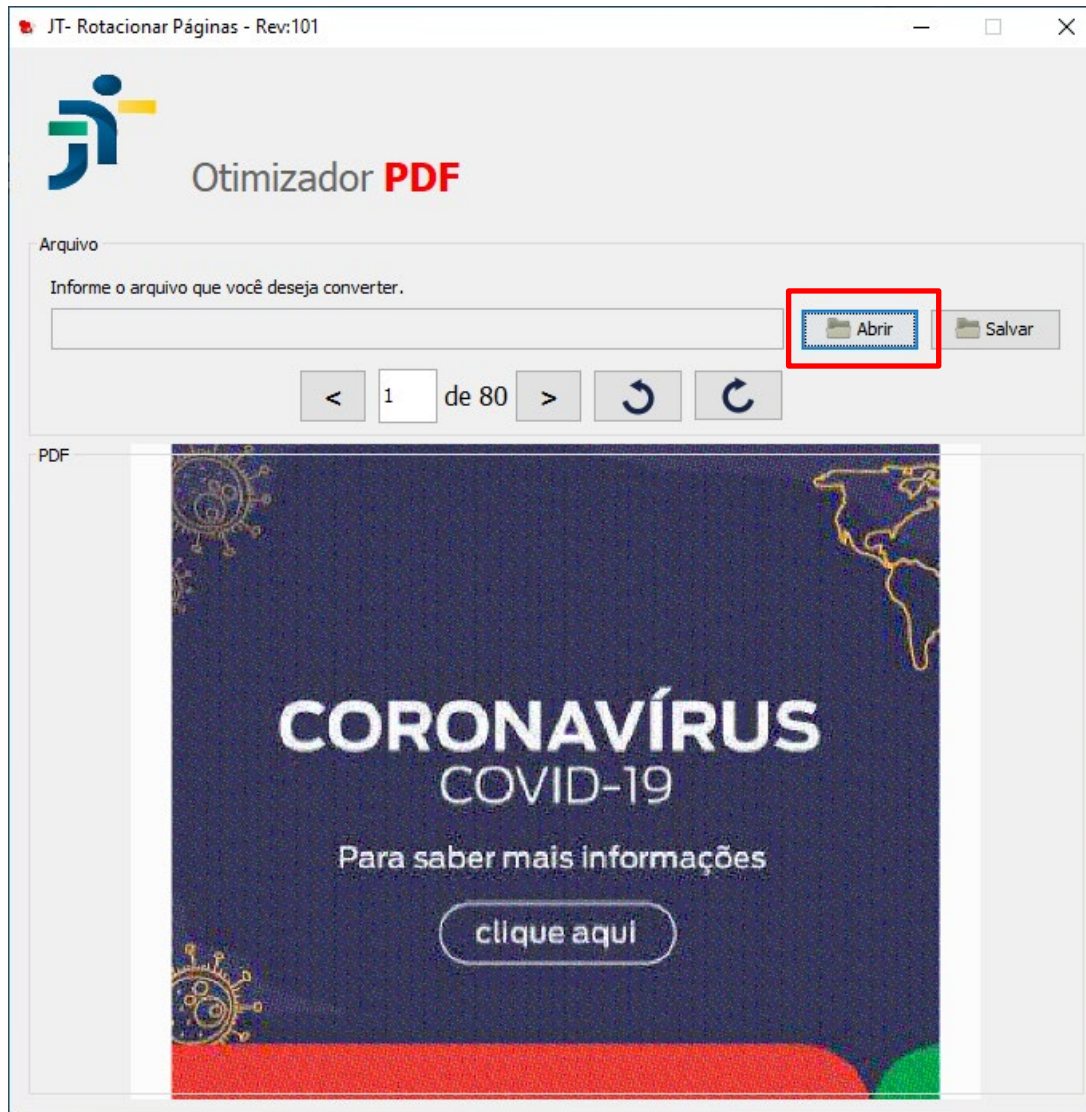 JT- Rotacionar Páginas - Rev:101
Otimizador PDF
Arquivo
Informe o arquivo que você deseja converter.
Abrir
Salvar
< 1 de 80 >
PDF
CORONAVÍRUS
COVID-19
Para saber mais informações
clique aqui